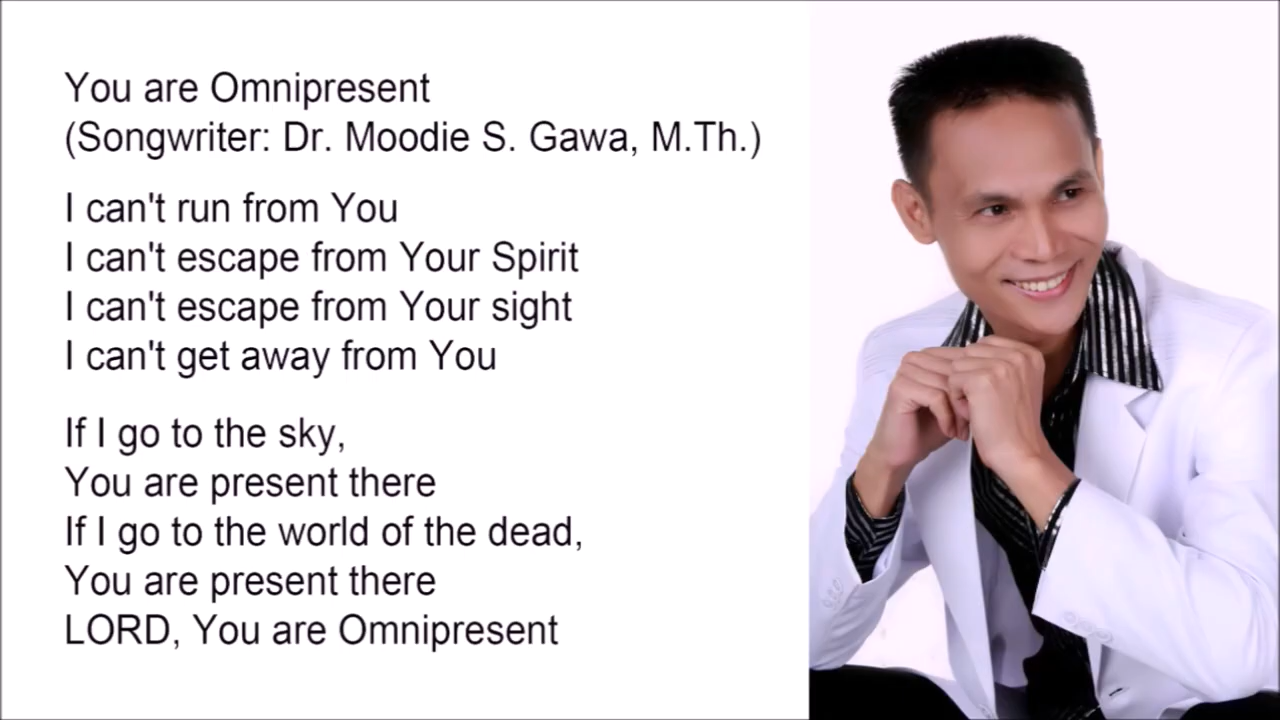 You are Omnipresent
(Songwriter: Dr. Moodie S. Gawa, M.Th.)
I can't run from You
I can't escape from Your Spirit
I can't escape from Your sight
I can't get away from You
If I go to the sky,
You are present there
If I go to the world of the dead,
You are present there
LORD, You are Omnipresent